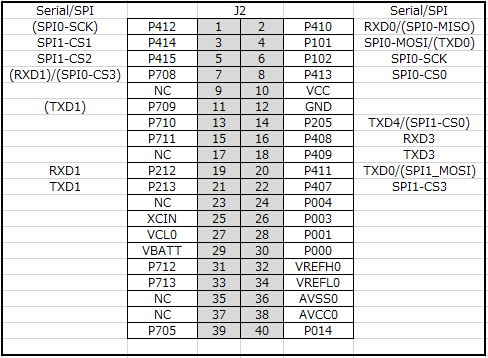 Serial/SPI J2 Serial/SPI
(SPI0-SCK) P412 1 2 P410 RXD0/(SPI0-MISO)
SPI1-CS1 P414 3 4 P101 SPI0-MOSI/(TXD0)
SPI1-CS2 P415 5 6 P102 SPI0-SCK
(RXD1)/(SPI0-CS3) P708 7 8 P413 SPI0-CS0
NC 9 10 VCC
(TXD1) P709 11 12 GND
P710 13 14 P205 TXD4/(SPI1-CS0)
P711 15 16 P408 RXD3
NC 17 18 P409 TXD3
RXD1 P212 19 20 P411 TXD0/(SPI1_MOSI)
TXD1 P213 21 22 P407 SPI1-CS3
NC 23 24 P004
XCIN 25 26 P003
VCL0 27 28 P001
VBATT 29 30 P000
P712 31 32 VREFH0
P713 33 34 VREFL0
NC 35 36 AVSS0
NC 37 38 AVCC0
P705 39 40 P014